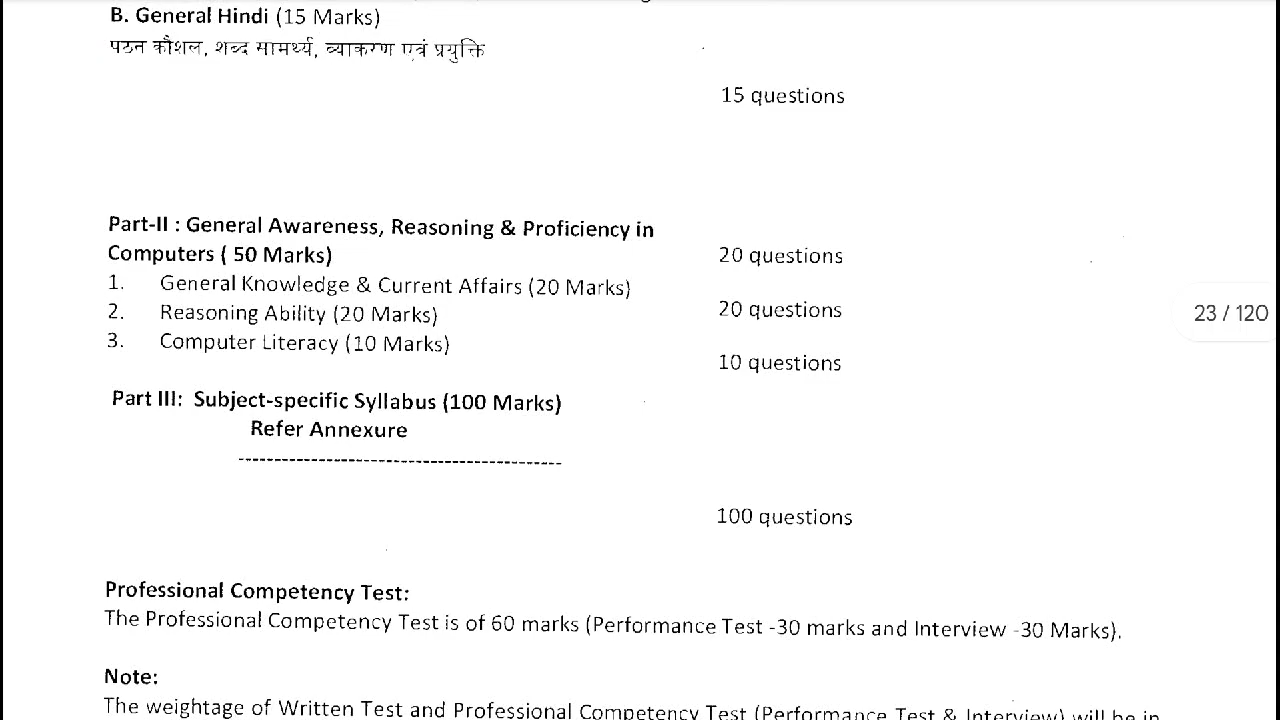 B. General Hindi (15 Marks)
पठन कौशल, शब्द सामर्थ्य, व्याकरण एवं प्रयुक्ति
15 questions
Part-II : General Awareness, Reasoning & Proficiency in
Computers ( 50 Marks)
20 questions
1. General Knowledge & Current Affairs (20 Marks)
2. Reasoning Ability (20 Marks)
20 questions
3. Computer Literacy (10 Marks)
10 questions
23 / 120
Part III: Subject-specific Syllabus (100 Marks)
Refer Annexure
---------------------------------------------
100 questions
Professional Competency Test:
The Professional Competency Test is of 60 marks (Performance Test -30 marks and Interview -30 Marks).
Note:
The weightage of Written Test and Professional Competency Test (Performance Test & Interview) will be in